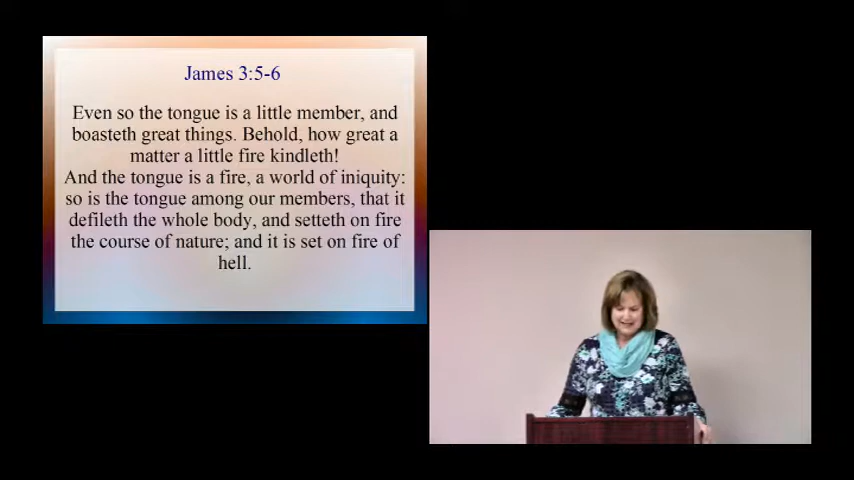 James 3:5-6
Even so the tongue is a little member, and
boasteth great things. Behold, how great a
matter a little fire kindleth!
And the tongue is a fire, a world of iniquity:
so is the tongue among our members, that it
defileth the whole body, and setteth on fire
the course of nature; and it is set on fire of
hell.